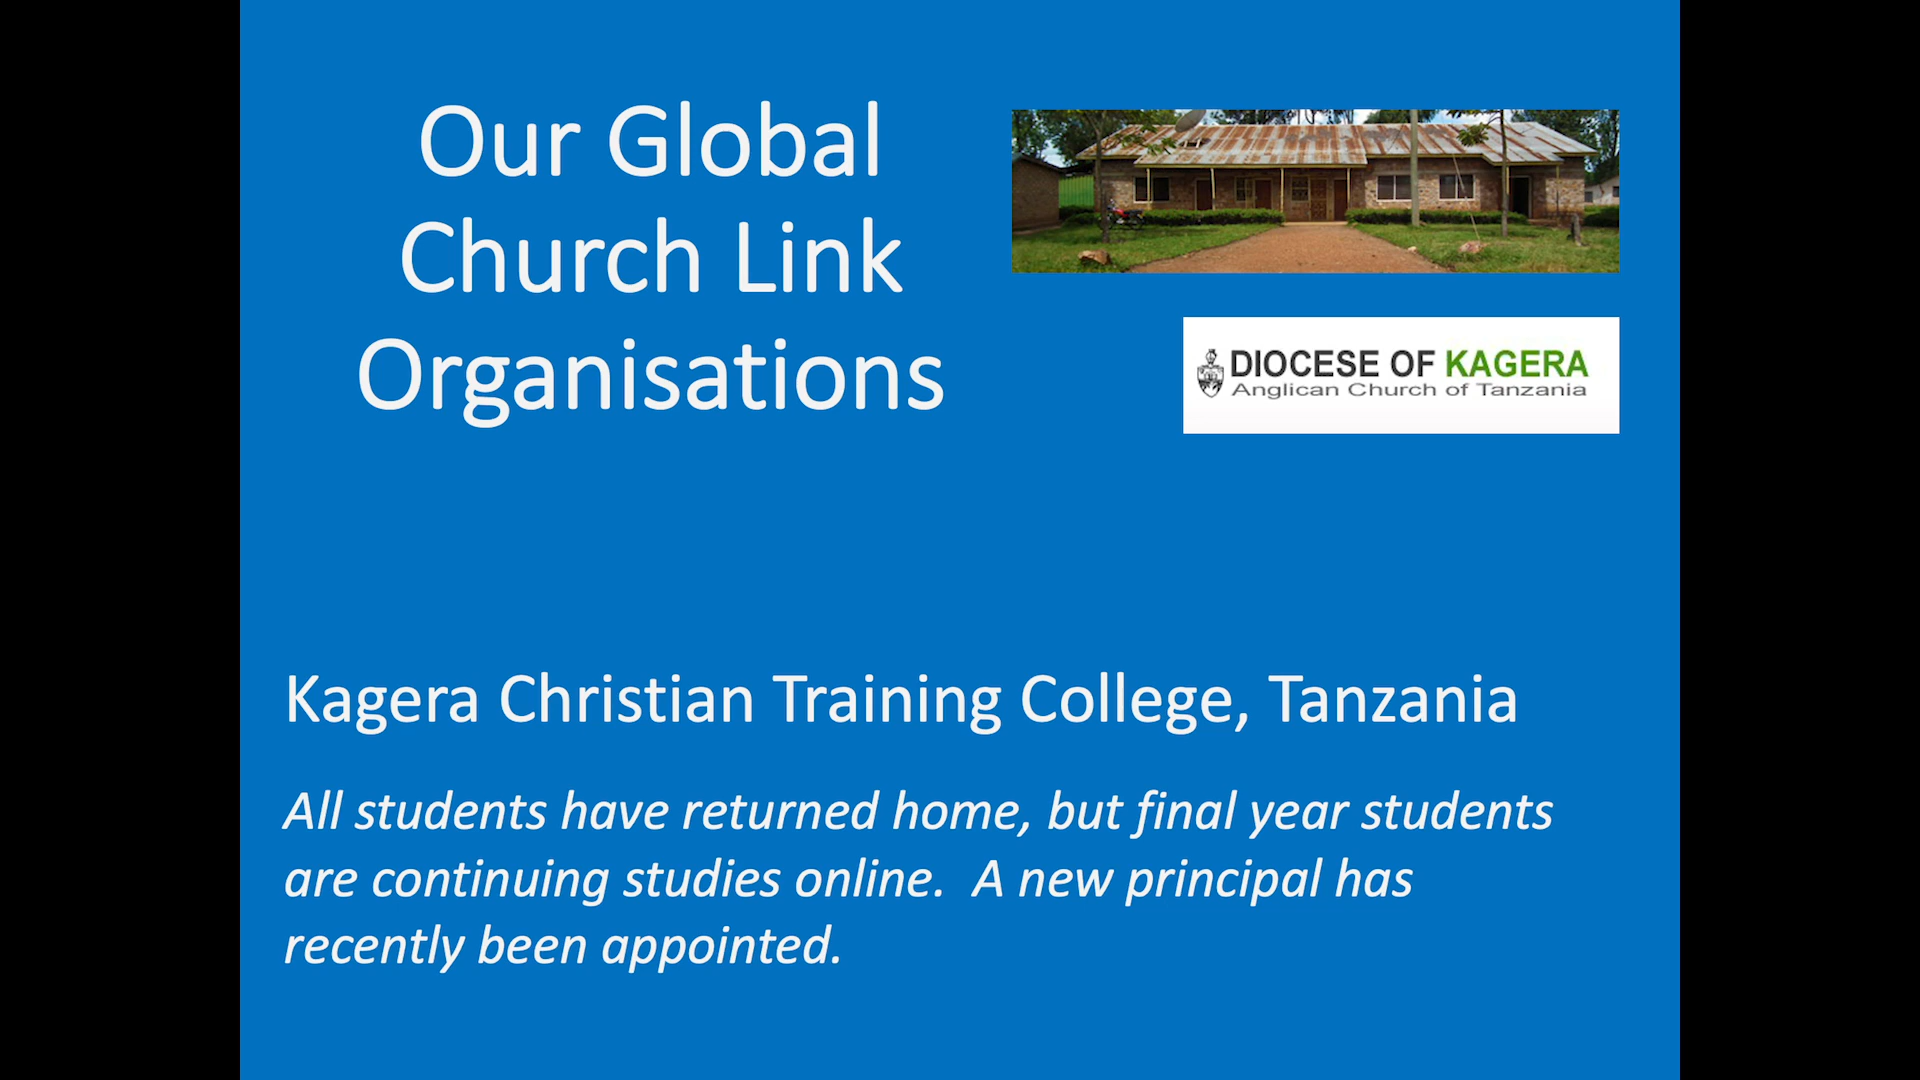 Our Global
Church Link
Organisations
DIOCESE OF KAGERA
Anglican Church of Tanzania
Kagera Christian Training College, Tanzania
All students have returned home, but final year students
are continuing studies online.  A new principal has
recently been appointed.